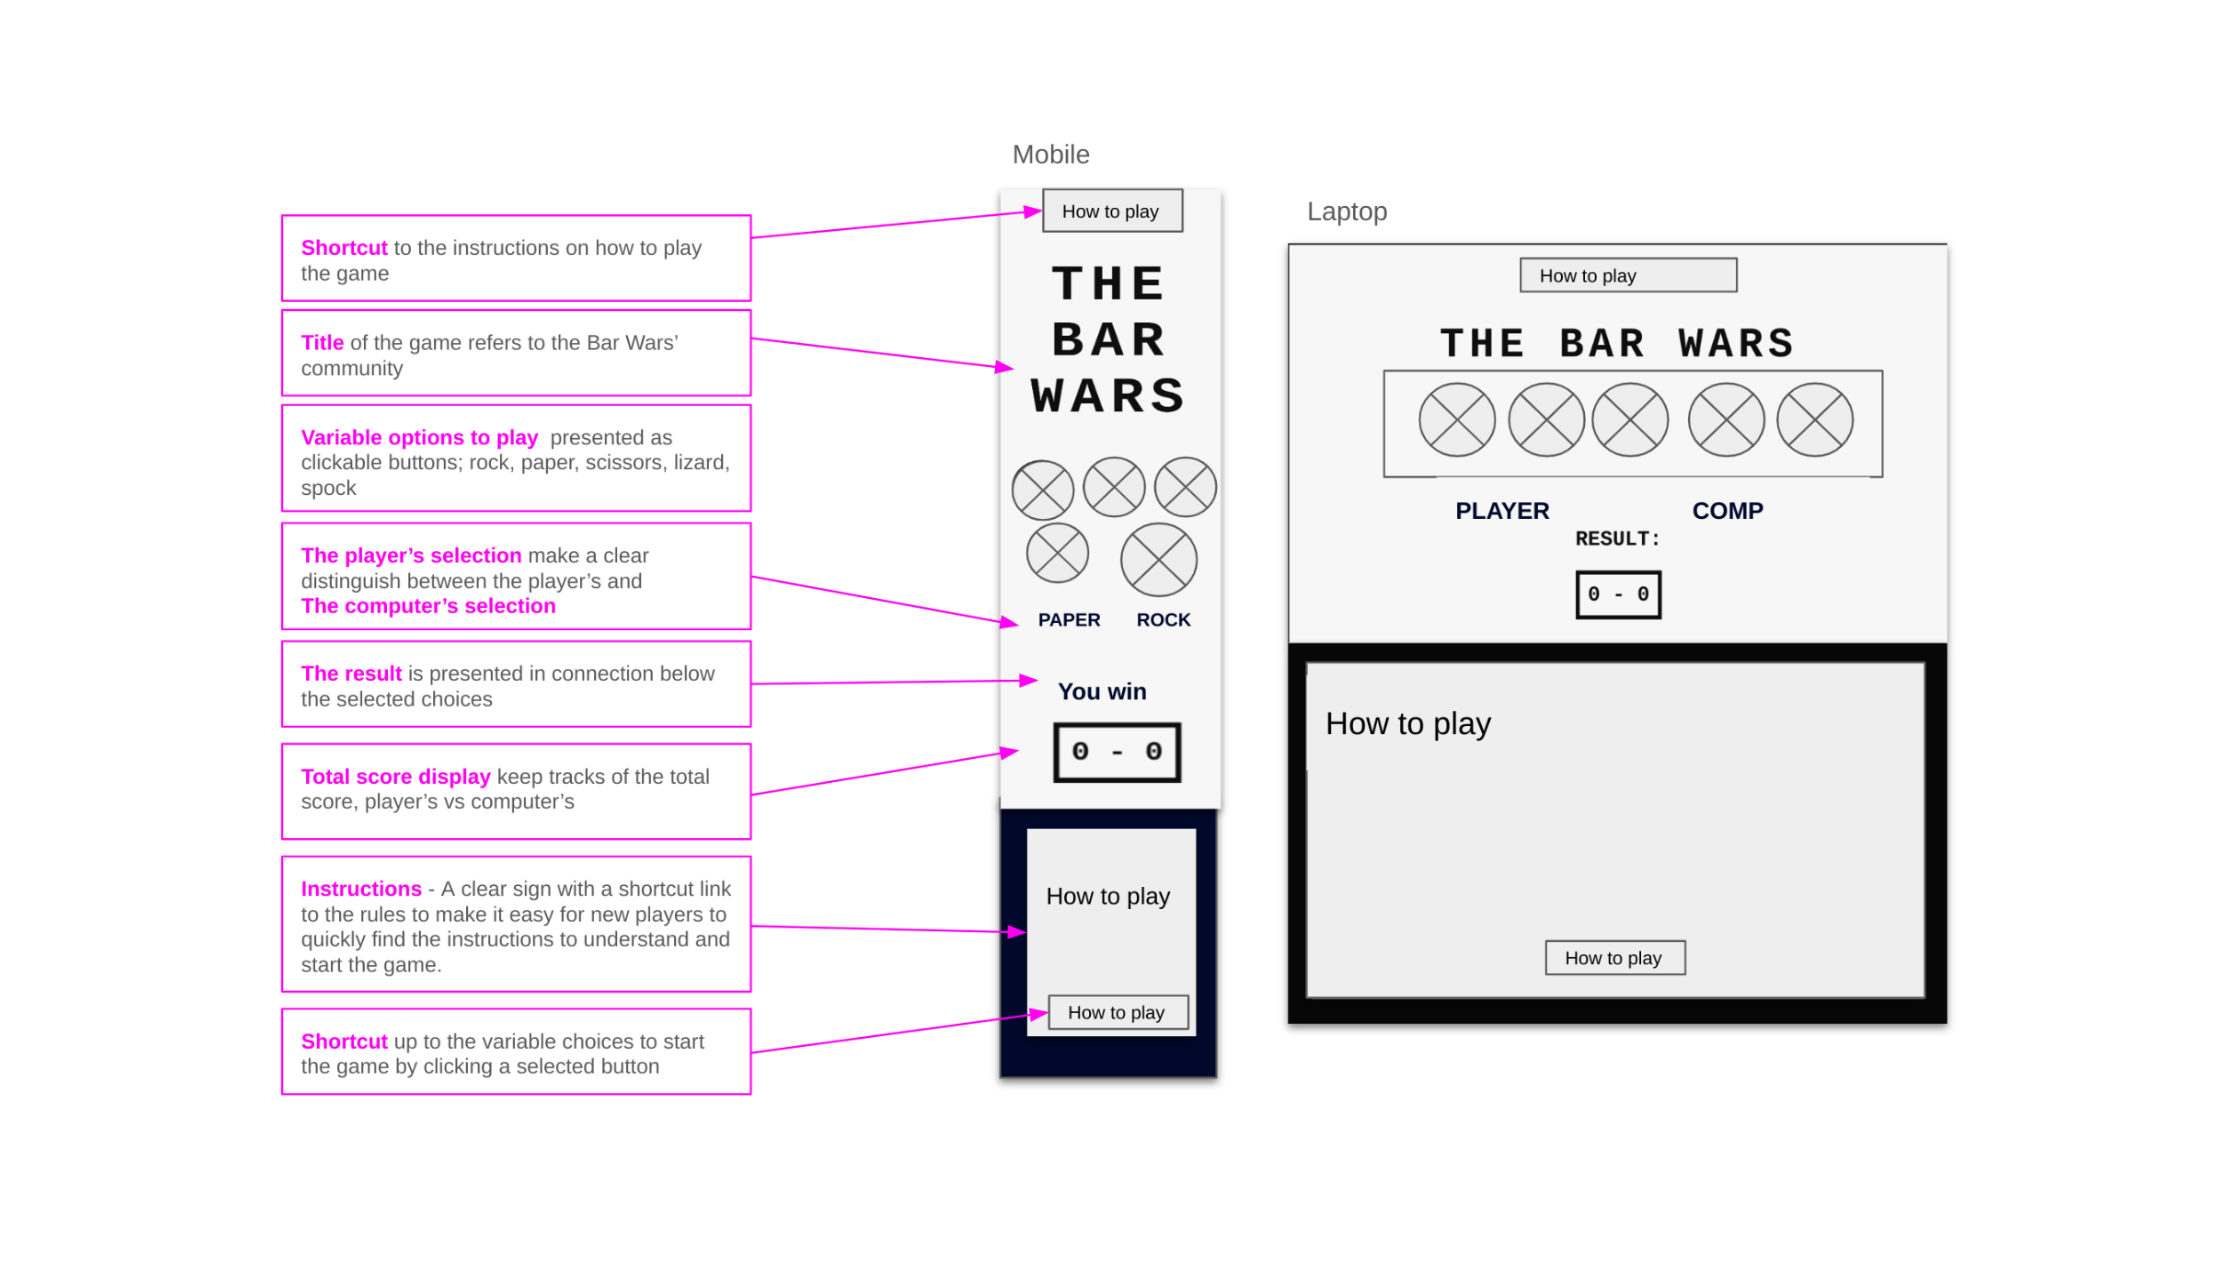 Shortcut to the instructions on how to play
the game
Title of the game refers to the Bar Wars’
community
Variable options to play  presented as
clickable buttons; rock, paper, scissors, lizard,
spock
The player’s selection make a clear
distinguish between the player’s and
The computer’s selection
The result is presented in connection below
the selected choices
Total score display keep tracks of the total
score, player’s vs computer’s
Instructions - A clear sign with a shortcut link
to the rules to make it easy for new players to
quickly find the instructions to understand and
start the game.
Shortcut up to the variable choices to start
the game by clicking a selected button
Mobile
How to play
THE
BAR
WARS
PAPER
ROCK
You win
0 - 0
How to play
How to play
Laptop
How to play
THE BAR WARS
PLAYER
COMP
RESULT:
0 - 0
How to play
How to play